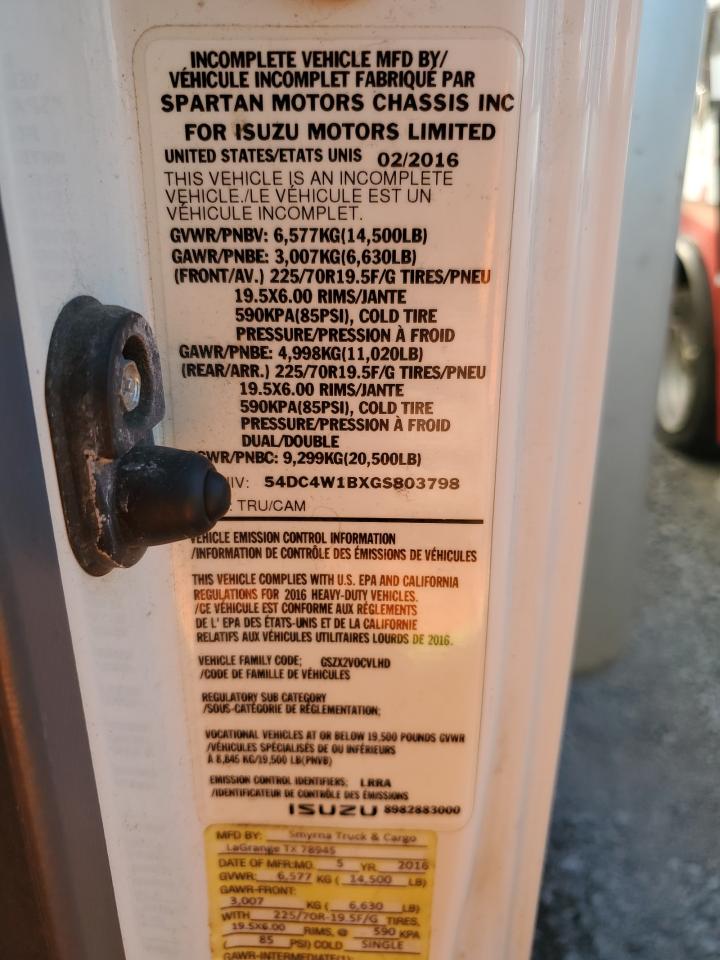 INCOMPLETE VEHICLE MFD BY/
VÉHICULE INCOMPLET FABRIQUÉ PAR
SPARTAN MOTORS CHASSIS INC
FOR ISUZU MOTORS LIMITED
UNITED STATES/ETATS UNIS 02/2016
THIS VEHICLE IS AN INCOMPLETE
VEHICLE./LE VÉHICULE EST UN
VÉHICULE INCOMPLET.
GVWR/PNBV: 6,577KG(14,500LB)
GAWR/PNBE: 3,007KG(6,630LB)
(FRONT/AV.) 225/70R19.5F/G TIRES/PNEU
19.5X6.00 RIMS/JANTE
590KPA(85PSI), COLD TIRE
PRESSURE/PRESSION À FROID
GAWR/PNBE: 4,998KG(11,020LB)
(REAR/ARR.) 225/70R19.5F/G TIRES/PNEU
19.5X6.00 RIMS/JANTE
590KPA(85PSI), COLD TIRE
PRESSURE/PRESSION À FROID
DUAL/DOUBLE
GWR/PNBC: 9,299KG(20,500LB)
IV: 54DC4W1BXGS803798
TRU/CAM
VEHICLE EMISSION CONTROL INFORMATION
/INFORMATION DE CONTRÔLE DES ÉMISSIONS DE VÉHICULES
THIS VEHICLE COMPLIES WITH U.S. EPA AND CALIFORNIA
REGULATIONS FOR 2016 HEAVY-DUTY VEHICLES.
/CE VÉHICULE EST CONFORME AUX RÉGLEMENTS
DE L' EPA DES ÉTATS-UNIS ET DE LA CALIFORNIE
RELATIFS AUX VÉHICULES UTILITAIRES LOURDS DE 2016.
VEHICLE FAMILY CODE; GSZX2VOCVLHD
/CODE DE FAMILLE DE VÉHICULES
REGULATORY SUB CATEGORY
/SOUS-CATÉGORIE DE RÉGLEMENTATION;
VOCATIONAL VEHICLES AT OR BELOW 19,500 POUNDS GVWR
/VÉHICULES SPÉCIALISÉS DE OU INFÉRIEURS
À 8,845 KG/19,500 LB(PNVB)
EMISSION CONTROL IDENTIFIERS; LRRA
/IDENTIFICATEUR DE CONTRÔLE DES ÉMISSIONS
ISUZU 8982883000
MFD BY: Smyrna Truck & Cargo
LaGrange TX 78945
DATE OF MFR:MO. 5 YR. 2016
GVWR: 6,577 KG ( 14,500 LB)
GAWR-FRONT:
3,007 KG ( 6,630 LB)
WITH 225/70R-19.5F/G TIRES,
19.5X6.00 RIMS, @ 590 KPA
( 85 PSI) COLD SINGLE
GAWR-INTERMEDIATE(1):